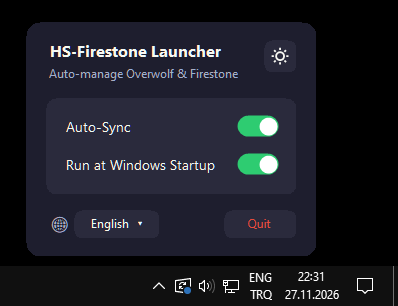 HS-Firestone Launcher
Auto-manage Overwolf & Firestone
Auto-Sync
Run at Windows Startup
English
Quit
ENG
TRQ
22:31
27.11.2026